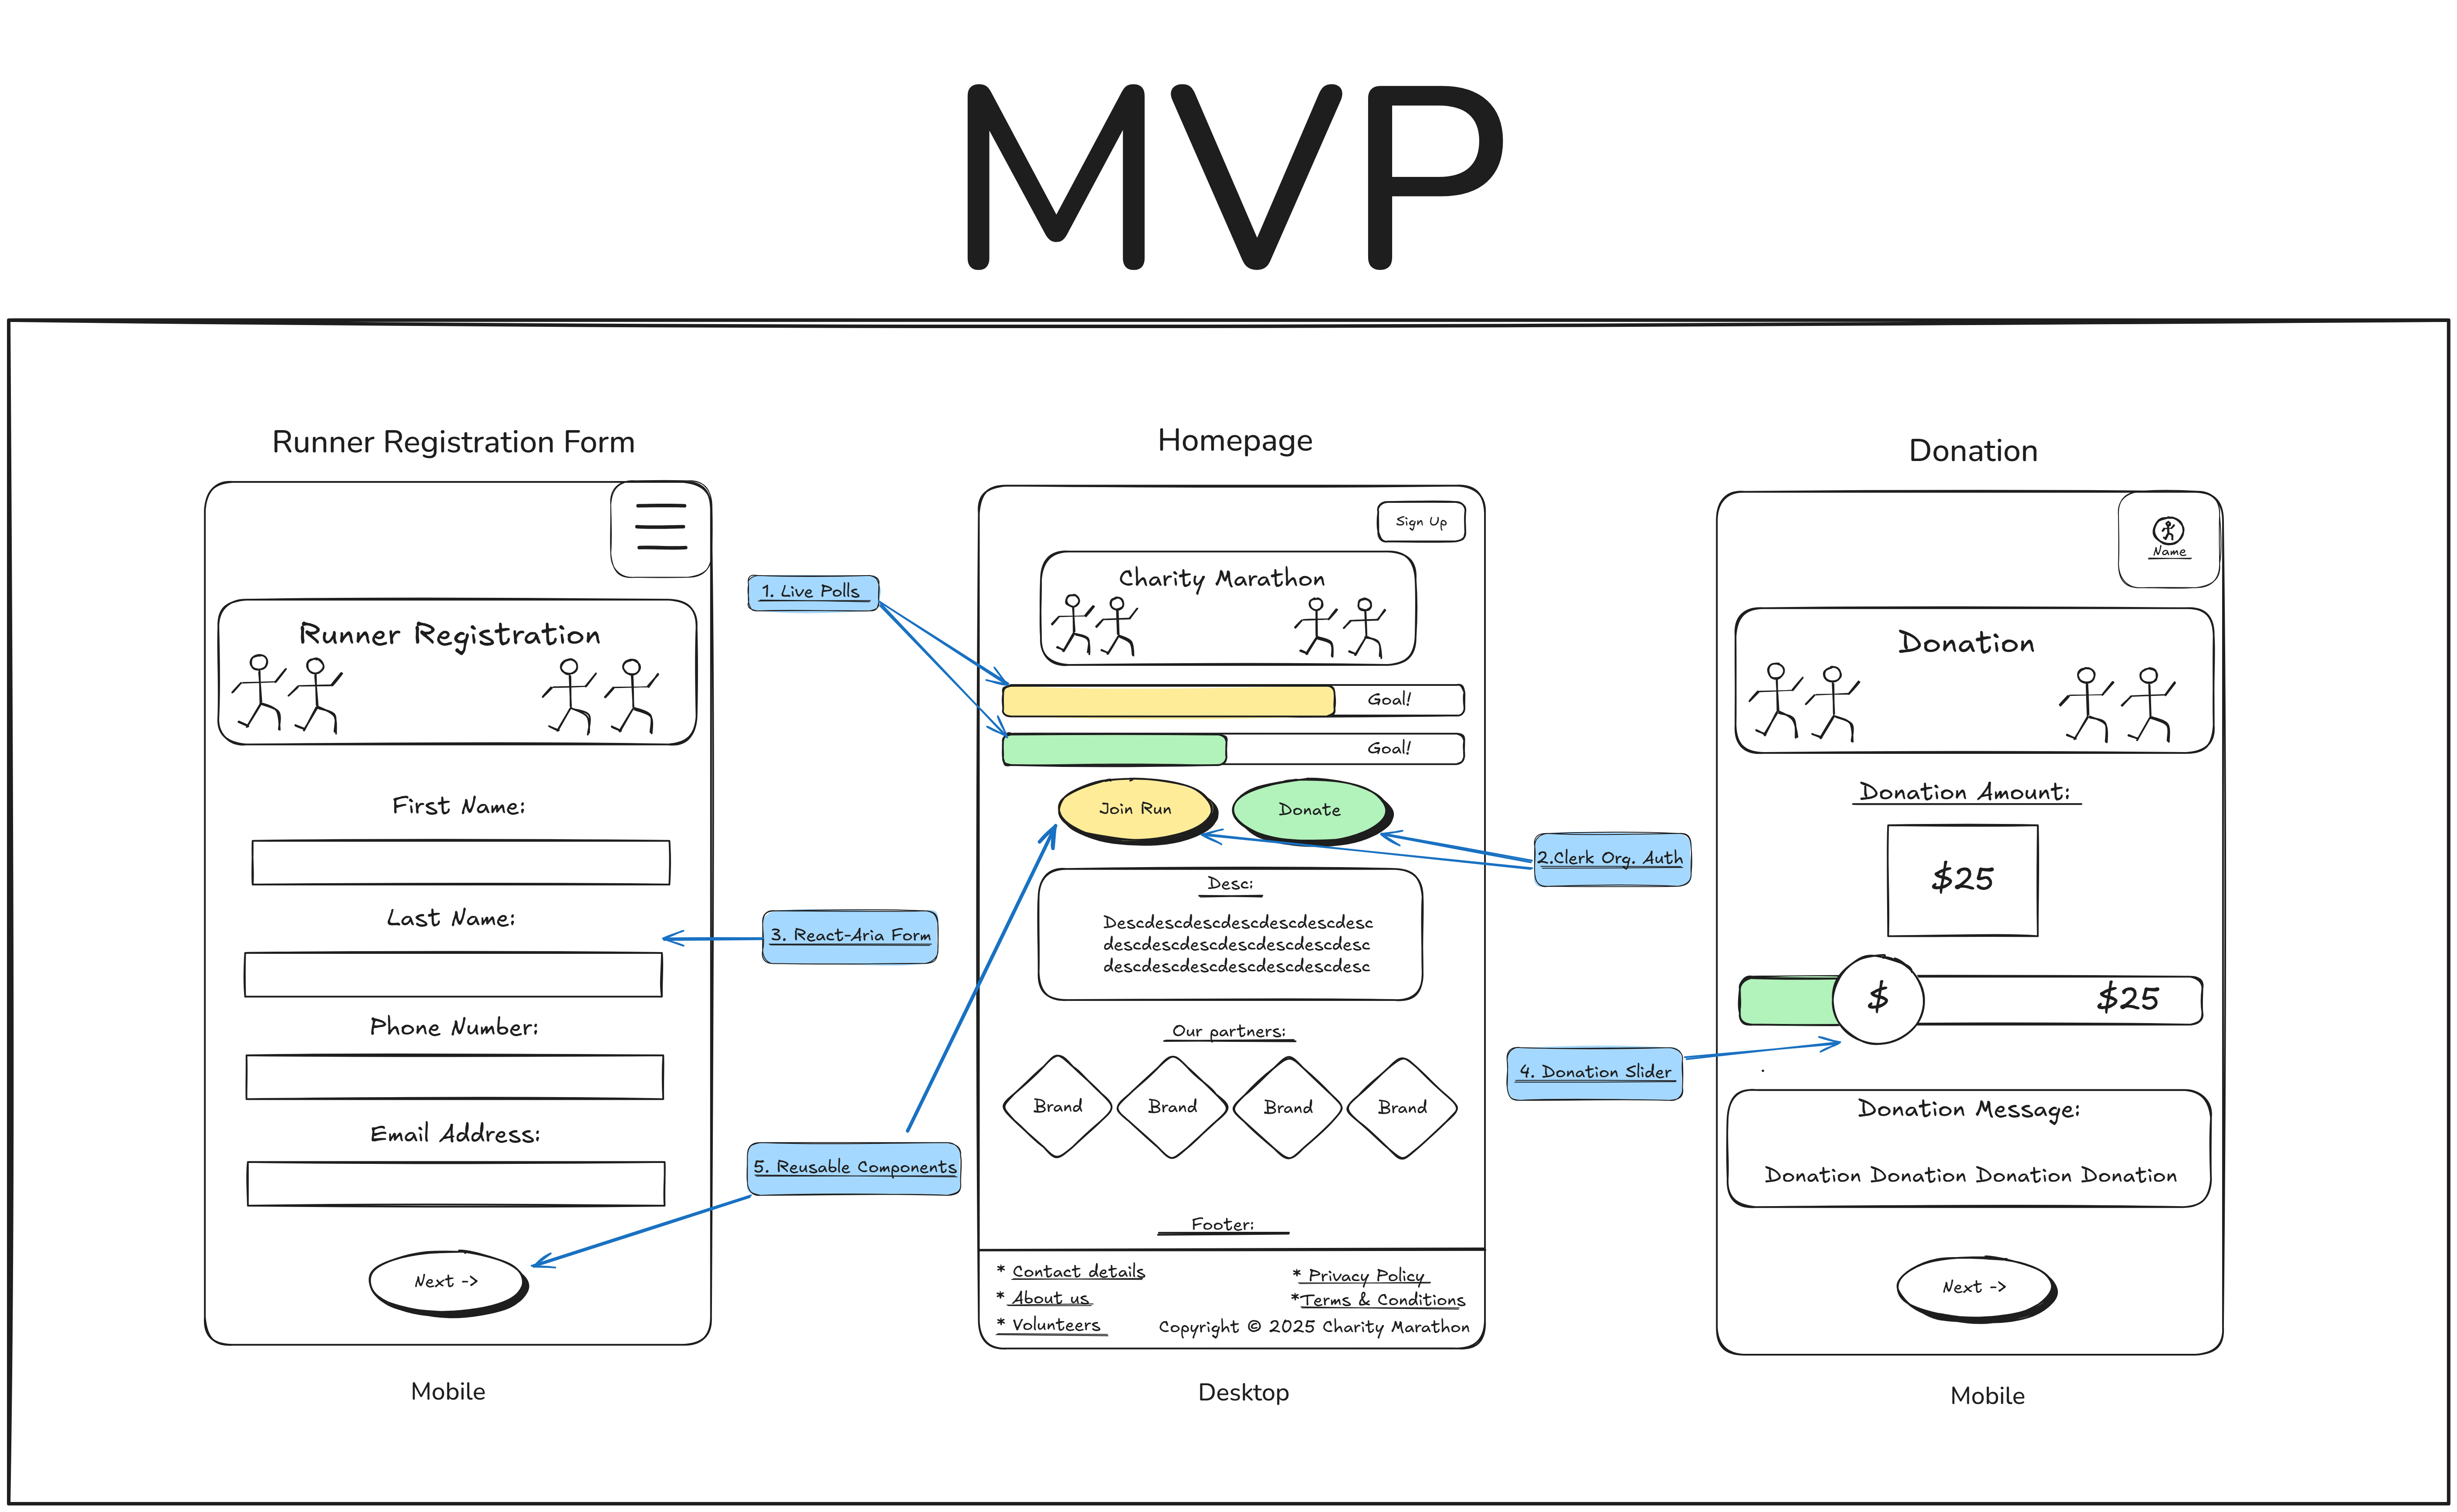 MVP
Runner Registration Form
Runner Registration
First Name:
Last Name:
Phone Number:
Email Address:
Next ->
Mobile
1. Live Polls
3. React-Aria Form
5. Reusable Components
Homepage
Sign Up
Charity Marathon
Goal!
Goal!
Join Run
Donate
Desc:
Descdescdescdescdescdescdesc
descdescdescdescdescdescdesc
descdescdescdescdescdescdesc
Our partners:
Brand
Brand
Brand
Brand
Footer:
* Contact details
* About us
* Volunteers
* Privacy Policy
*Terms & Conditions
Copyright © 2025 Charity Marathon
Desktop
2.Clerk Org. Auth
4. Donation Slider
Donation
Name
Donation
Donation Amount:
$25
$
$25
Donation Message:
Donation Donation Donation Donation
Next ->
Mobile